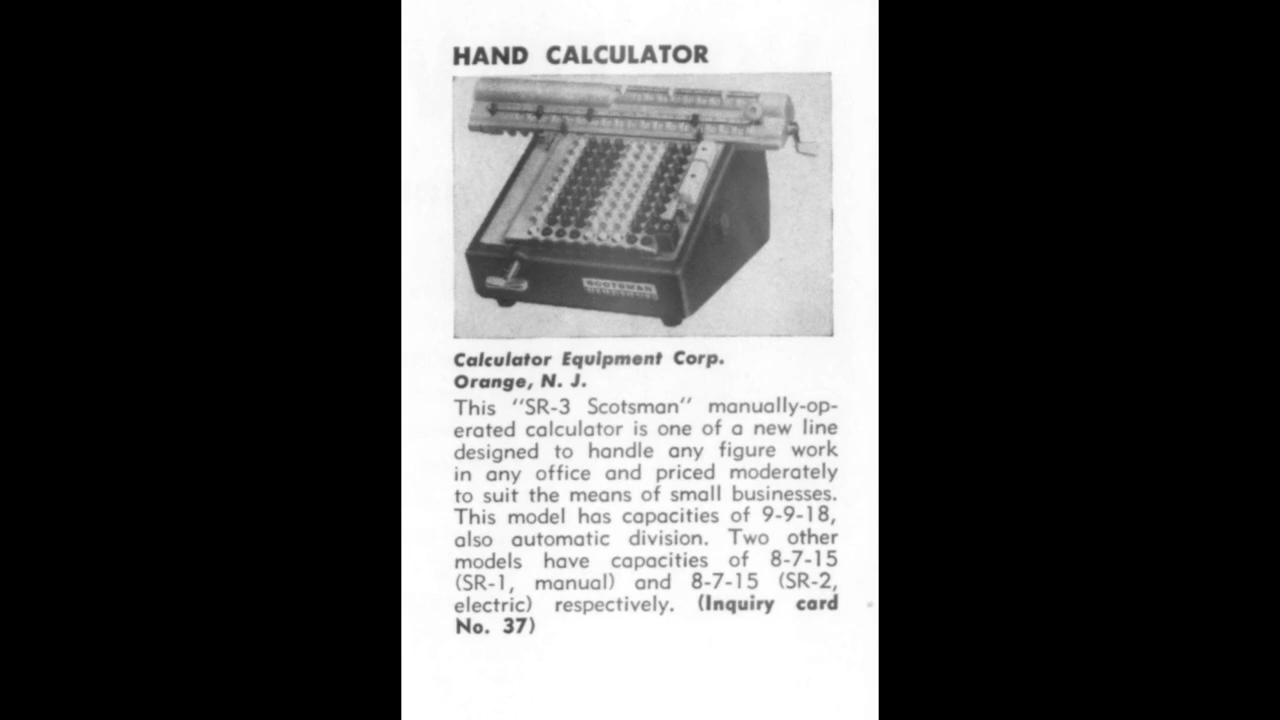 HAND CALCULATOR
SCOTSMAN
Calculator Equipment Corp.
Orange, N. J.
This "SR-3 Scotsman" manually-op-
erated calculator is one of a new line
designed to handle any figure work
in any office and priced moderately
to suit the means of small businesses.
This model has capacities of 9-9-18,
also automatic division. Two other
models have capacities of 8-7-15
(SR-1, manual) and 8-7-15 (SR-2,
electric) respectively. (Inquiry card
No. 37)